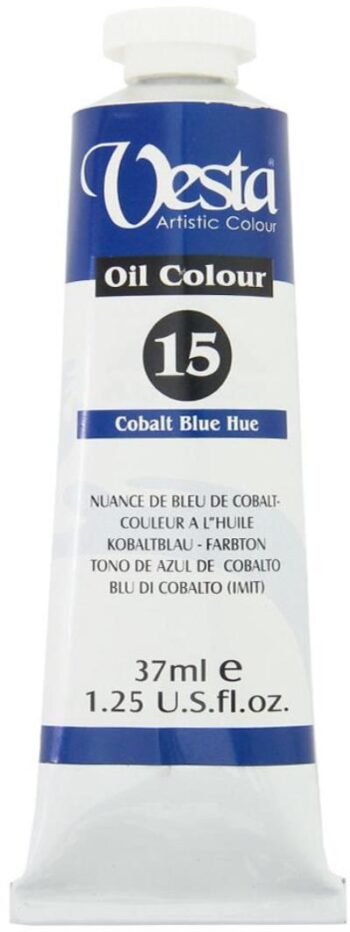 Vesta®
Artistic Colour
Oil Colour
15
Cobalt Blue Hue
NUANCE DE BLEU DE COBALT-
COULEUR A L"HUILE
KOBALTBLAU - FARBTON
TONO DE AZUL DE COBALTO
BLU DI COBALTO (IMIT)
37ml e
1.25 U.S.fl.oz.